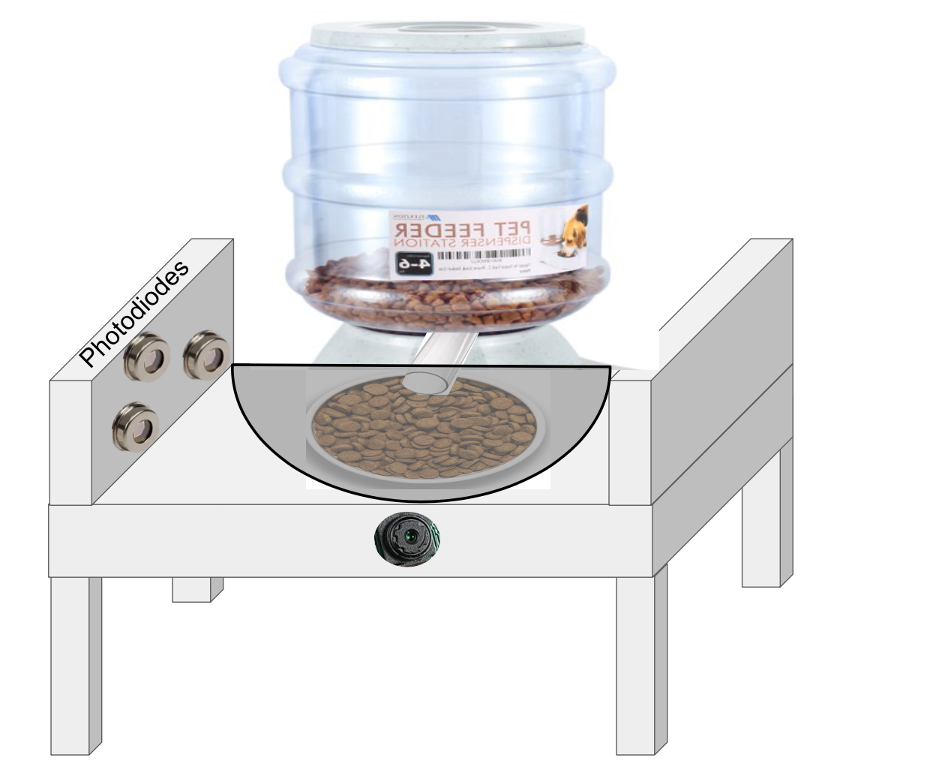 PET FEEDER
DISPENSER STATION
4-6
Photodiodes